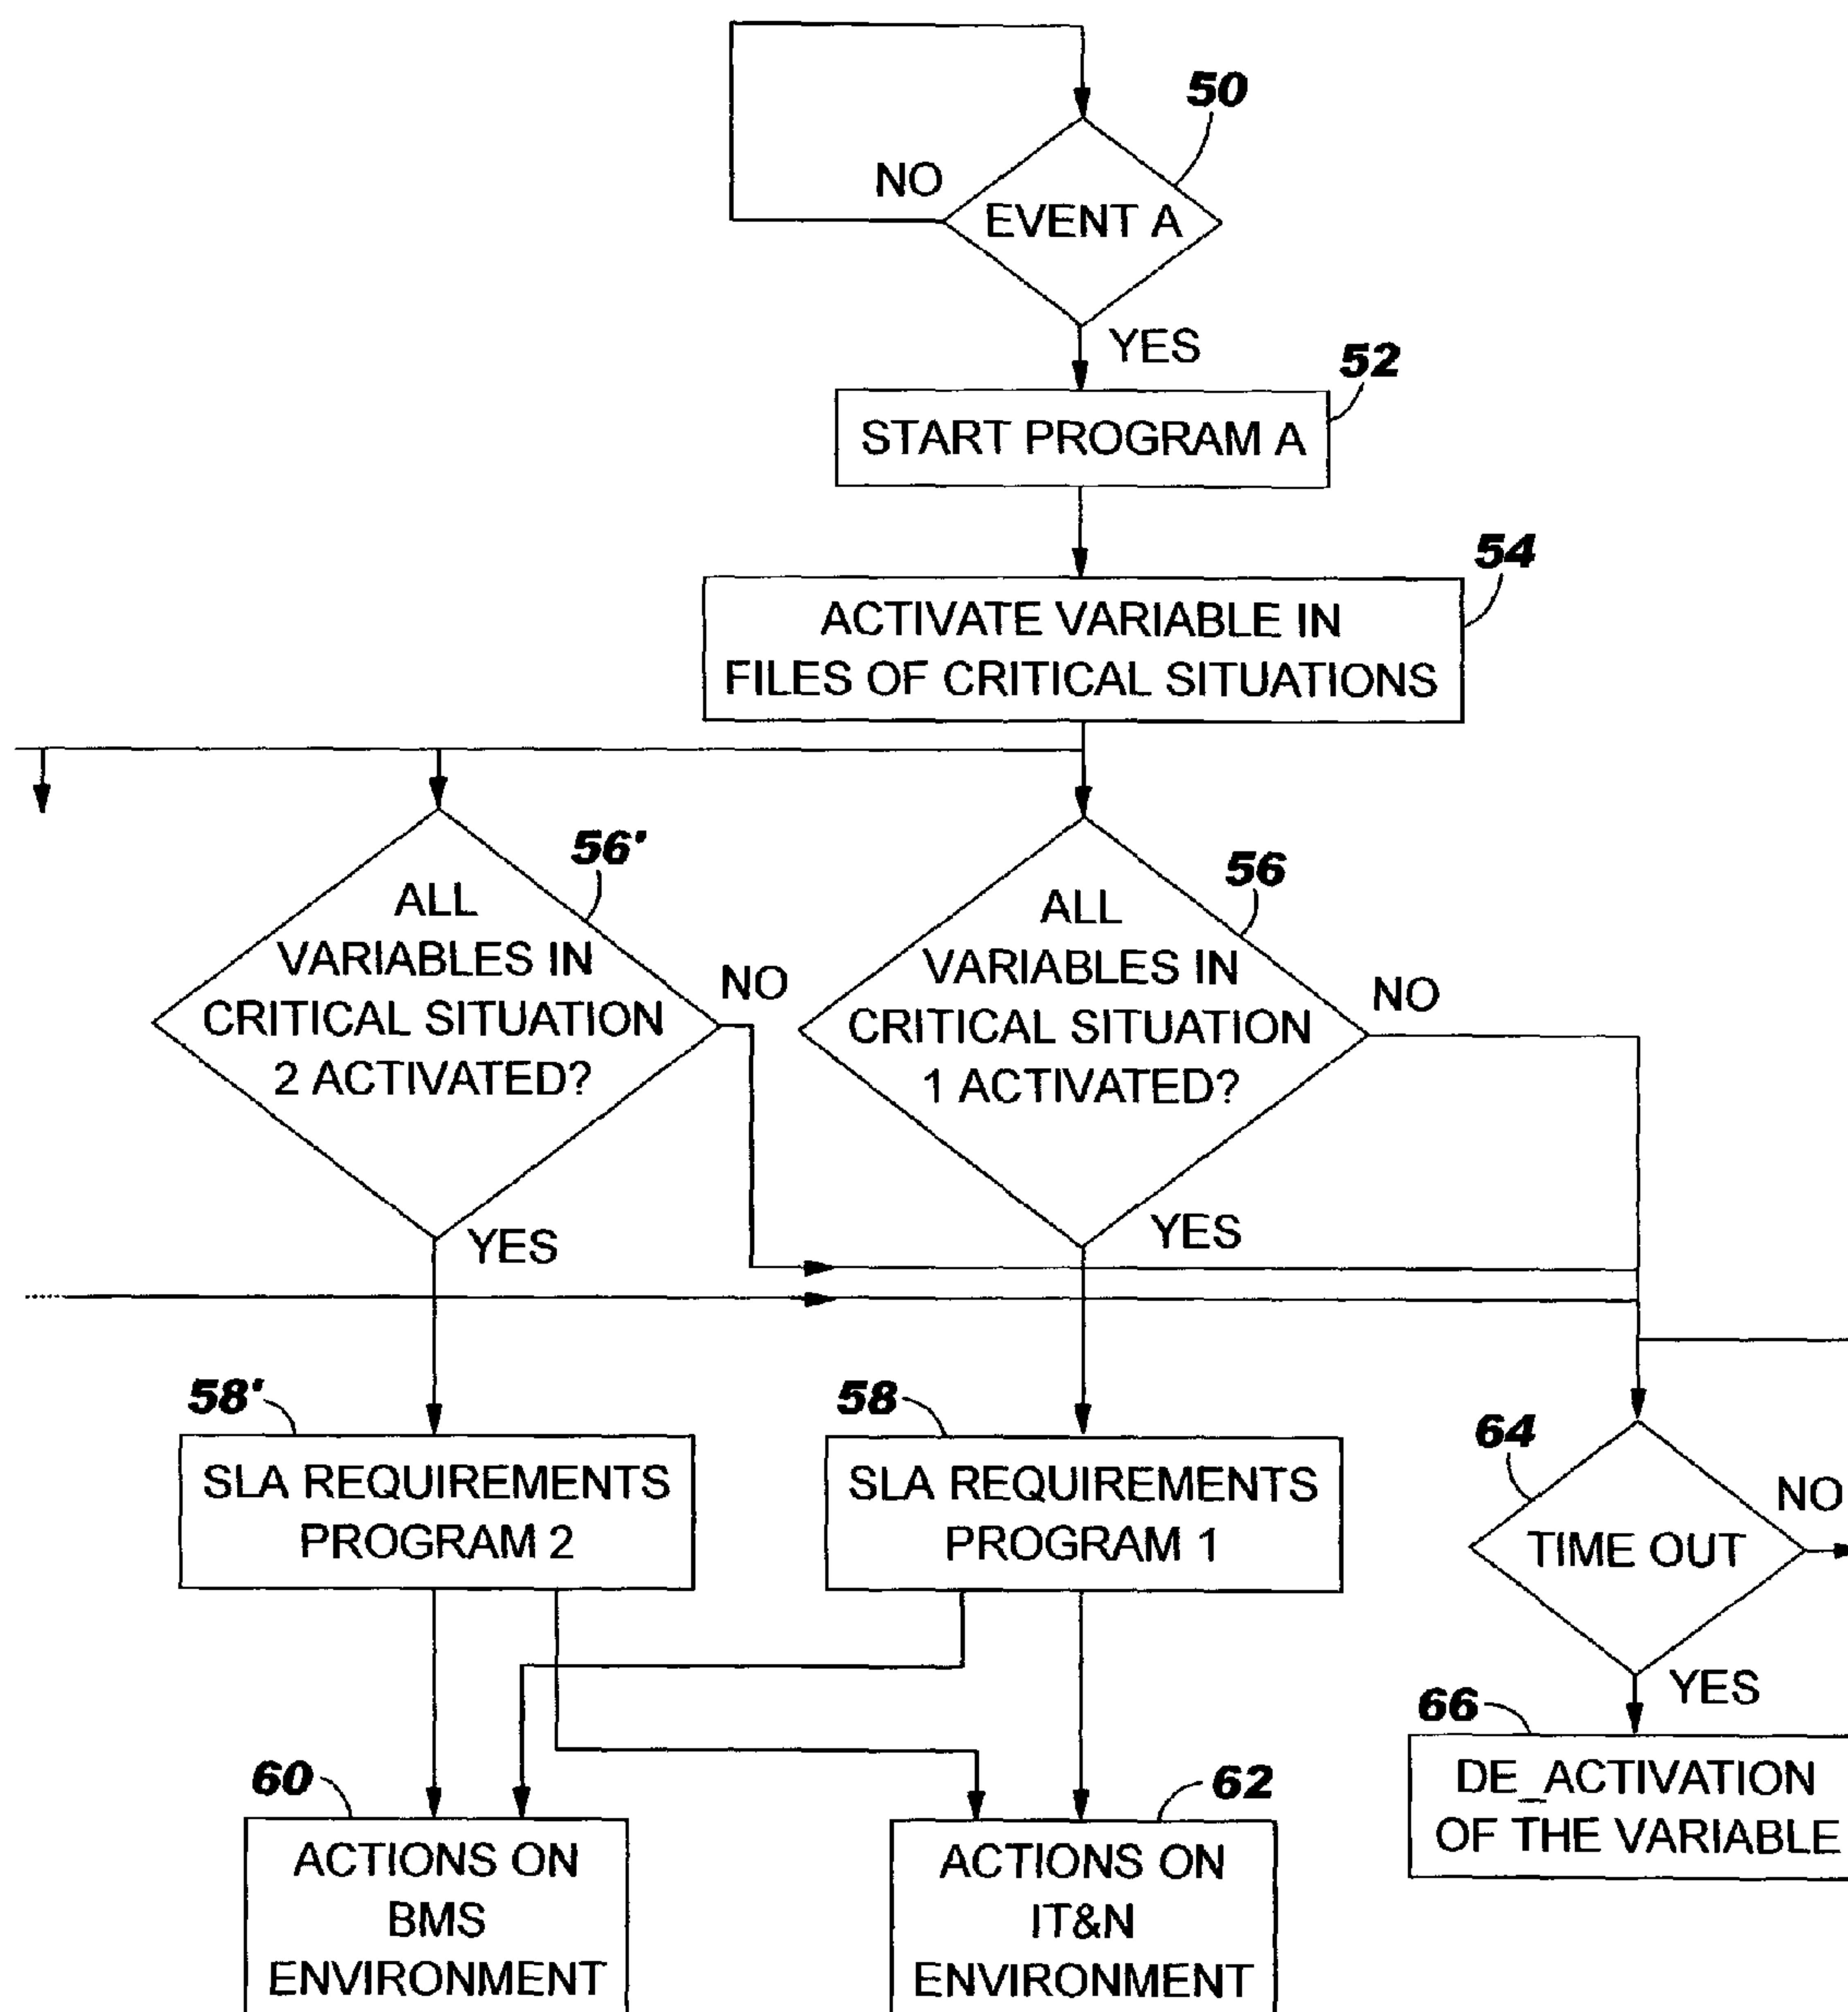 50
NO
EVENT A
YES
52
START PROGRAM A
54
ACTIVATE VARIABLE IN
FILES OF CRITICAL SITUATIONS
56'
ALL
VARIABLES IN
CRITICAL SITUATION
2 ACTIVATED?
NO
YES
56
ALL
VARIABLES IN
CRITICAL SITUATION
1 ACTIVATED?
NO
YES
58'
SLA REQUIREMENTS
PROGRAM 2
58
SLA REQUIREMENTS
PROGRAM 1
64
TIME OUT
NO
YES
66
DE_ACTIVATION
OF THE VARIABLE
60
ACTIONS ON
BMS
ENVIRONMENT
62
ACTIONS ON
IT&N
ENVIRONMENT